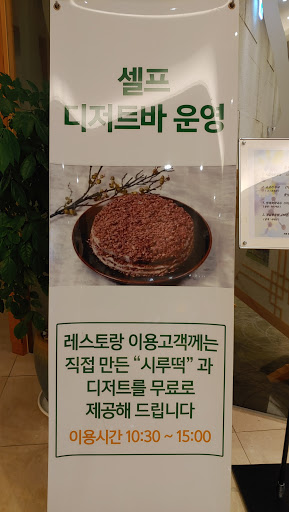 셀프
디저트바 운영
레스토랑 이용고객께는
직접 만든 “시루떡” 과
디저트를 무료로
제공해 드립니다
이용시간 10:30 ~ 15:00